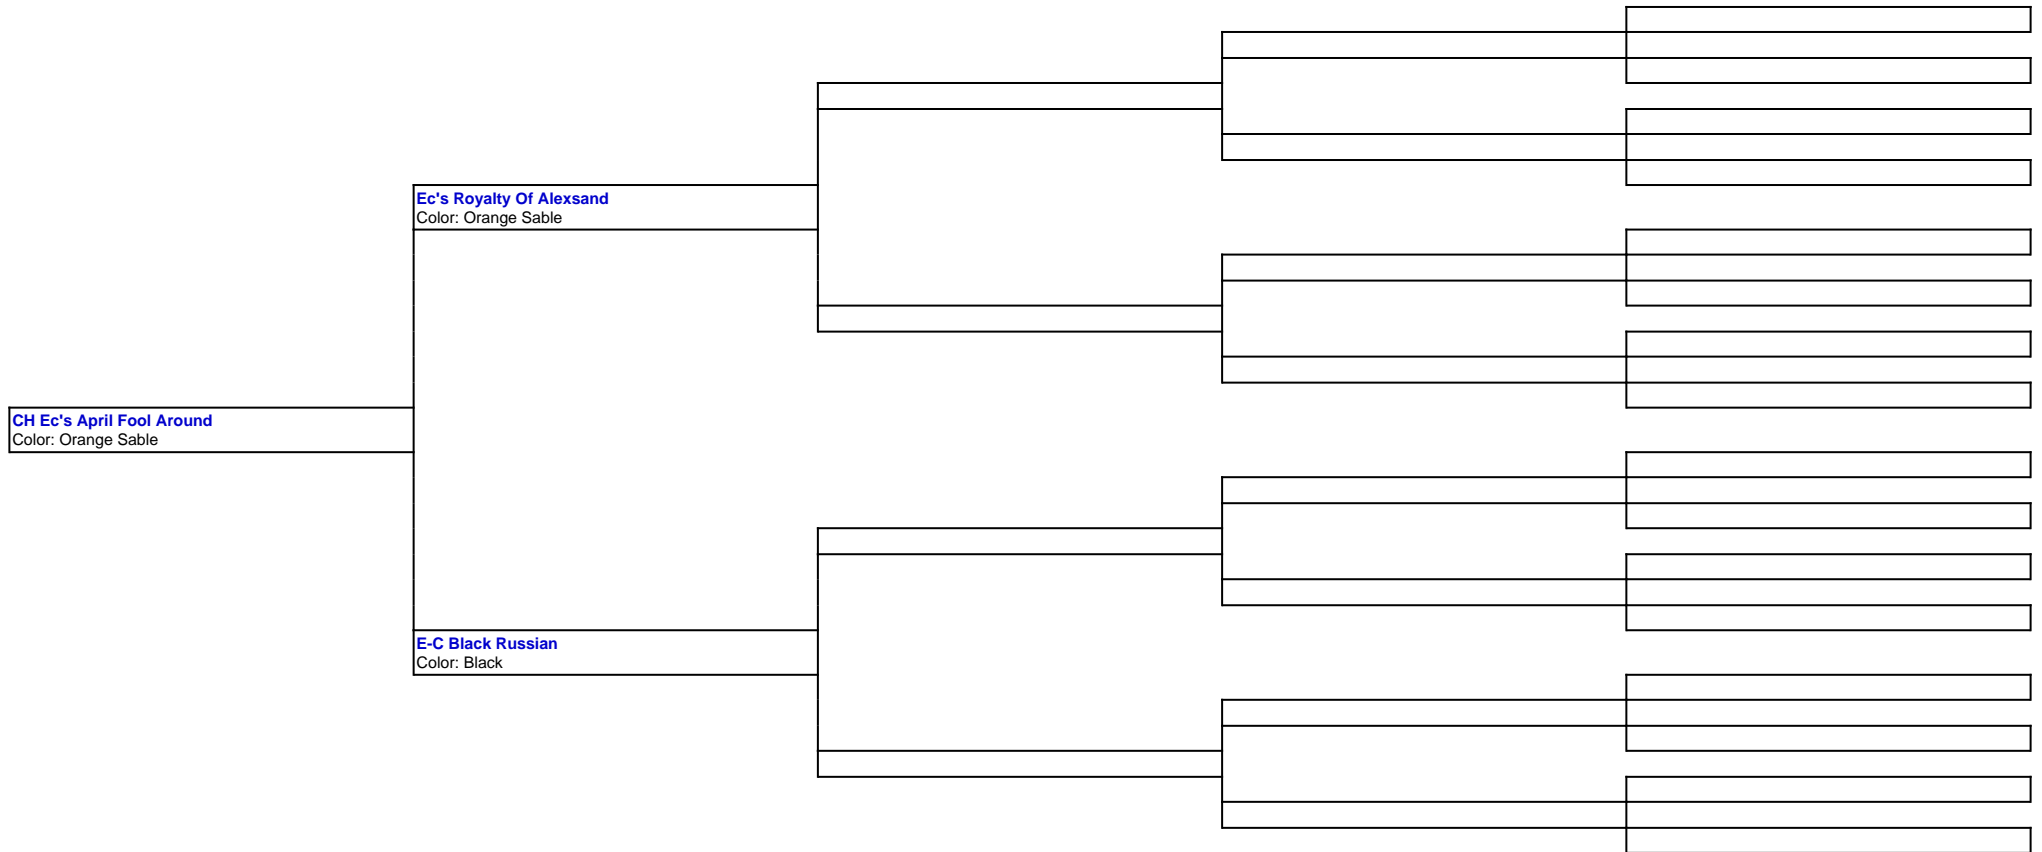 Ec's Royalty Of Alexsand
Color: Orange Sable
CH Ec's April Fool Around
Color: Orange Sable
E-C Black Russian
Color: Black